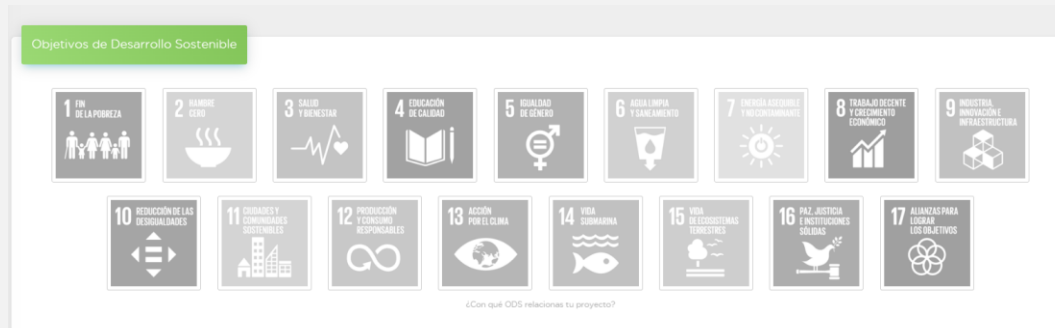 Objetivos de Desarrollo Sostenible
1 FIN
DE LA POBREZA
2 HAMBRE
CERO
3 SALUD
Y BIENESTAR
4 EDUCACIÓN
DE CALIDAD
5 IGUALDAD
DE GÉNERO
6 AGUA LIMPIA
Y SANEAMIENTO
7 ENERGÍA ASEQUIBLE
Y NO CONTAMINANTE
8 TRABAJO DECENTE
Y CRECIMIENTO
ECONÓMICO
9 INDUSTRIA,
INNOVACIÓN E
INFRAESTRUCTURA
10 REDUCCIÓN DE LAS
DESIGUALDADES
11 CIUDADES Y
COMUNIDADES
SOSTENIBLES
12 PRODUCCIÓN
Y CONSUMO
RESPONSABLES
13 ACCIÓN
POR EL CLIMA
14 VIDA
SUBMARINA
15 VIDA
DE ECOSISTEMAS
TERRESTRES
16 PAZ, JUSTICIA
E INSTITUCIONES
SÓLIDAS
17 ALIANZAS PARA
LOGRAR
LOS OBJETIVOS
¿Con qué ODS relacionas tu proyecto?